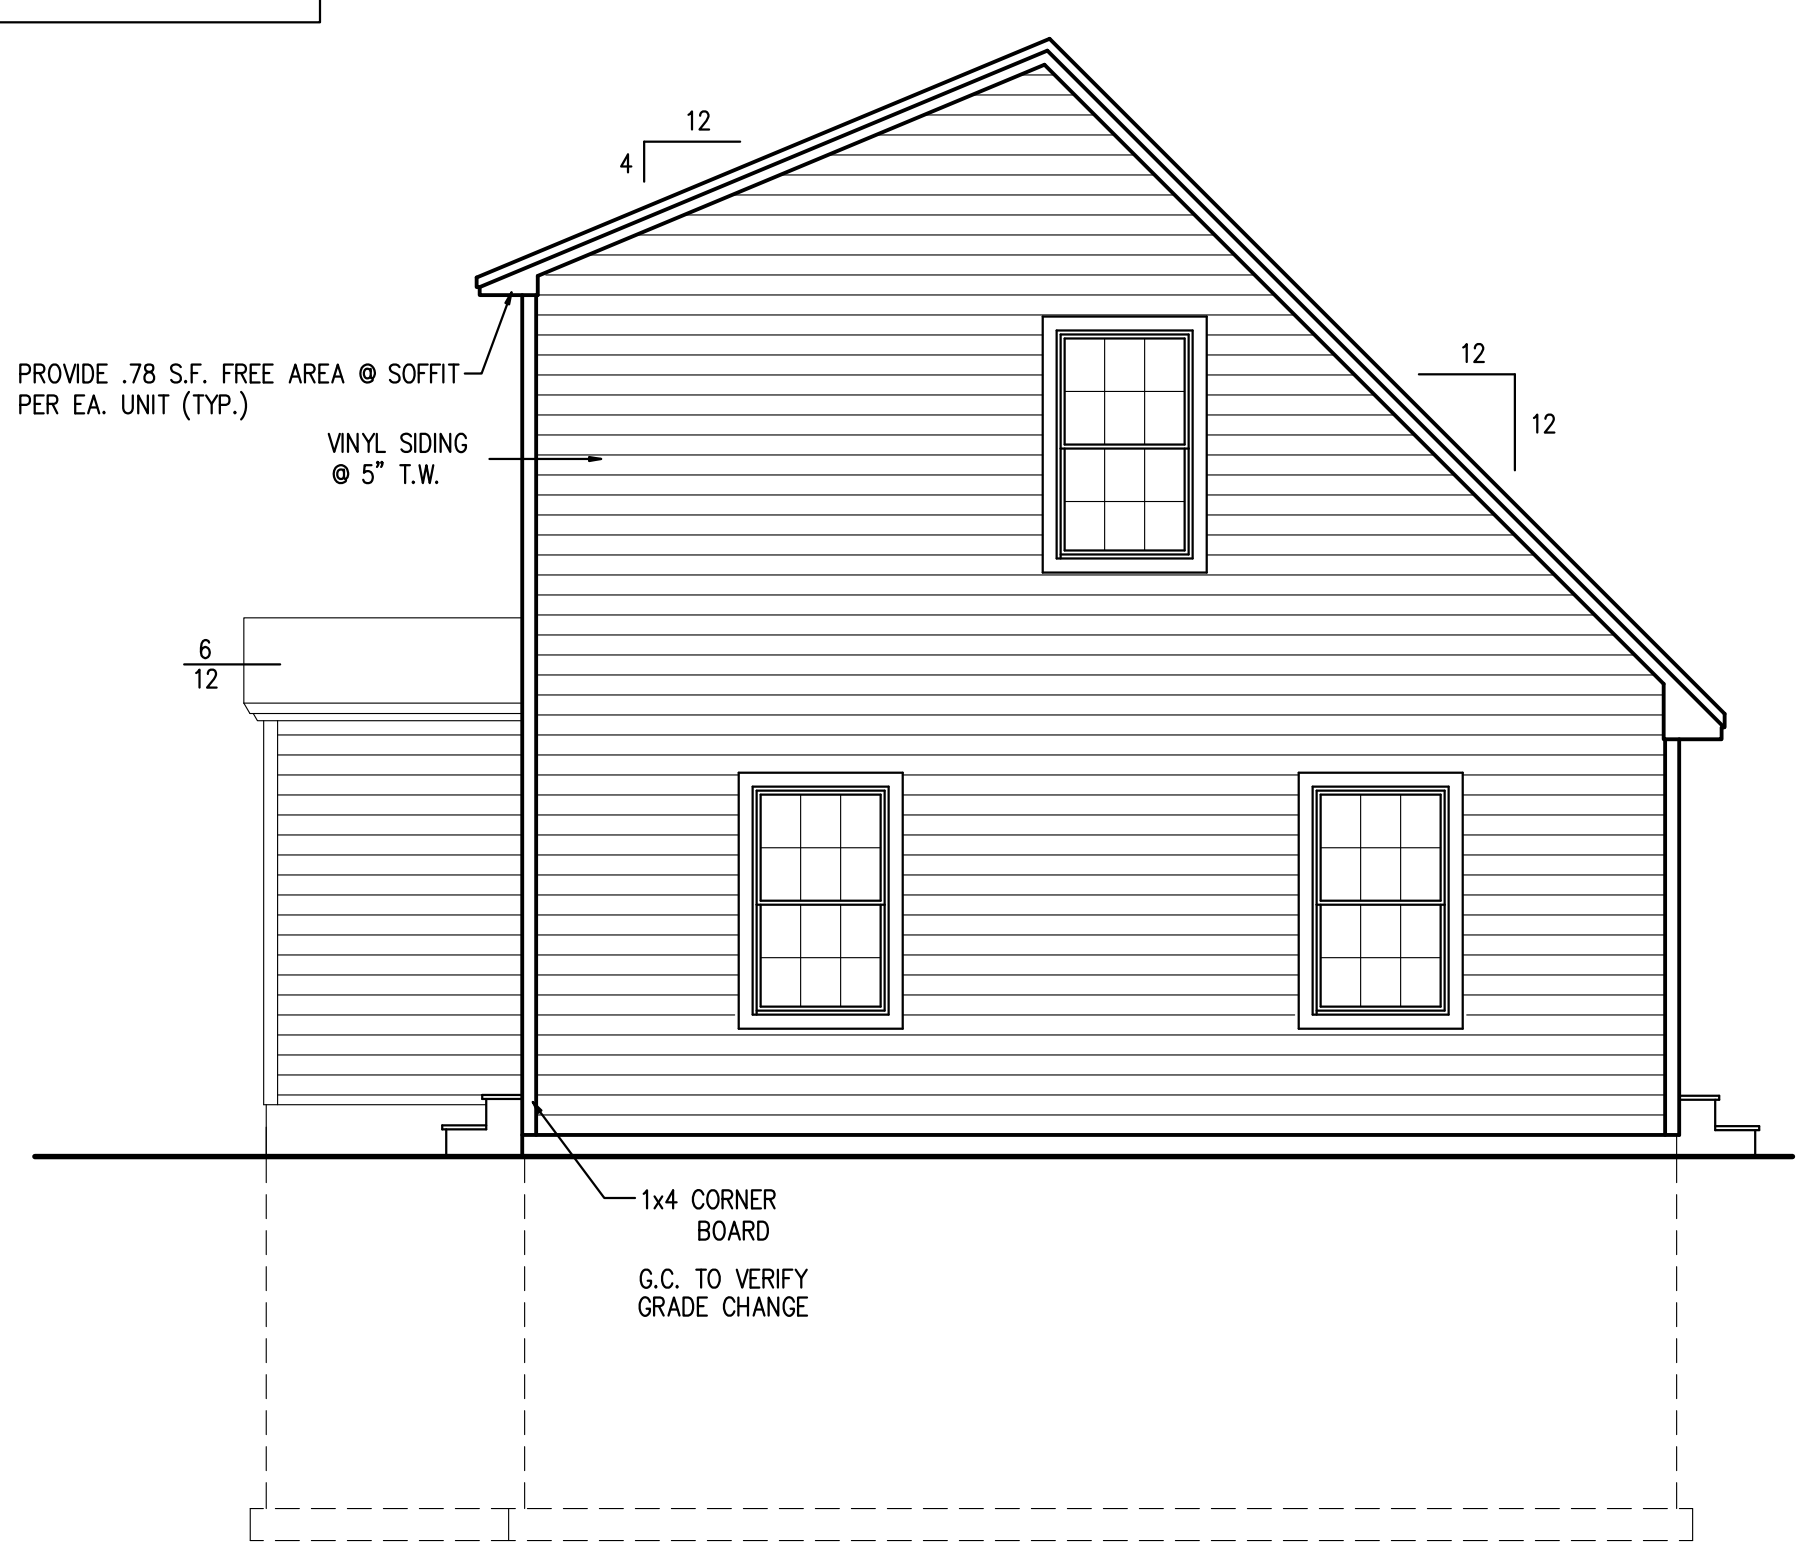 12
4
PROVIDE .78 S.F. FREE AREA @ SOFFIT
PER EA. UNIT (TYP.)
12
12
VINYL SIDING
@ 5" T.W.
6
12
1x4 CORNER
BOARD
G.C. TO VERIFY
GRADE CHANGE